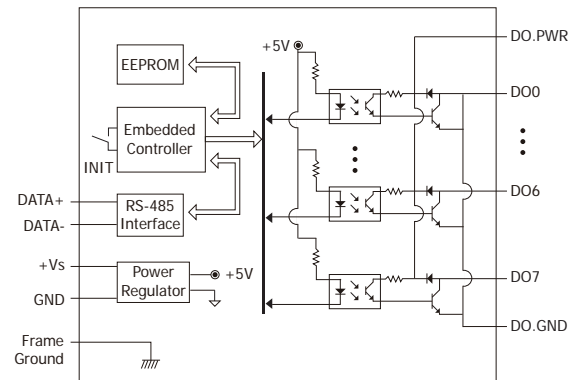 +5V
DO.PWR
EEPROM
DO0
Embedded
Controller
INIT
DATA+
DATA-
RS-485
Interface
DO6
+Vs
GND
Power
Regulator
+5V
DO7
DO.GND
Frame
Ground